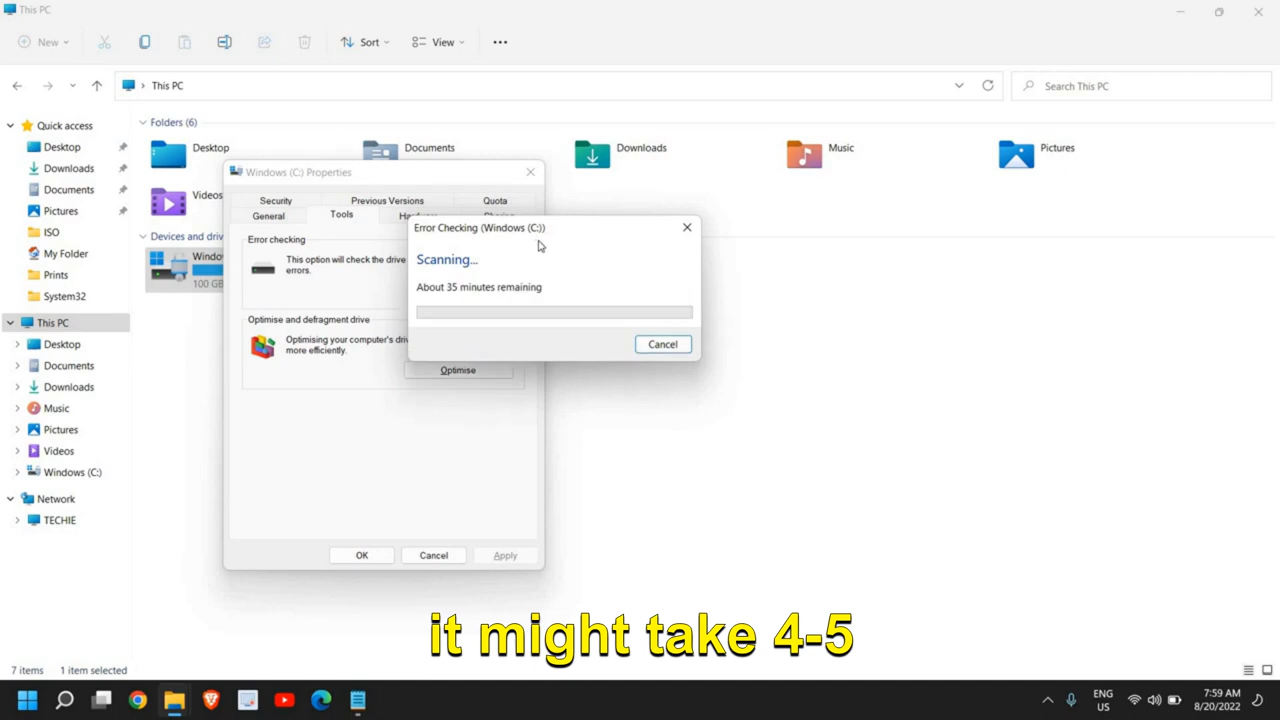 This PC
New
Sort
View
This PC
Search This PC
Quick access
Desktop
Downloads
Documents
Pictures
ISO
My Folder
Prints
System32
This PC
Desktop
Documents
Downloads
Music
Pictures
Videos
Windows (C:)
Network
TECHIE
Folders (6)
Desktop
Documents
Downloads
Music
Pictures
Videos
Devices and driv
Windo
100 GB
Windows (C:) Properties
Security
Previous Versions
Quota
General
Tools
Error checking
This option will check the drive
errors.
Optimise and defragment drive
Optimising your computer's driv
more efficiently.
Optimise
OK
Cancel
Apply
Error Checking (Windows (C:))
Scanning...
About 35 minutes remaining
Cancel
it might take 4-5
7 items
1 item selected
ENG
US
7:59 AM
8/20/2022